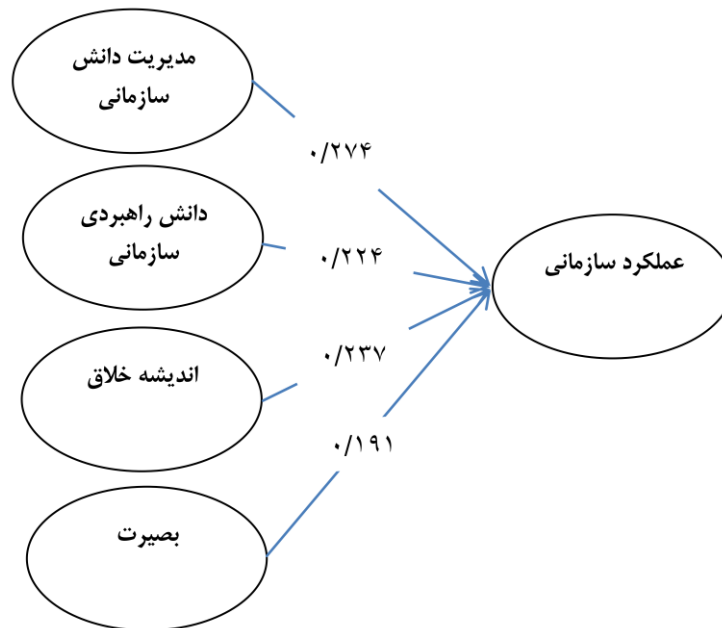 مدیریت دانش
سازمانی
۰/۲۷۴
دانش راهبردی
سازمانی
۰/۲۲۴
عملکرد سازمانی
اندیشه خلاق
۰/۲۳۷
۰/۱۹۱
بصیرت